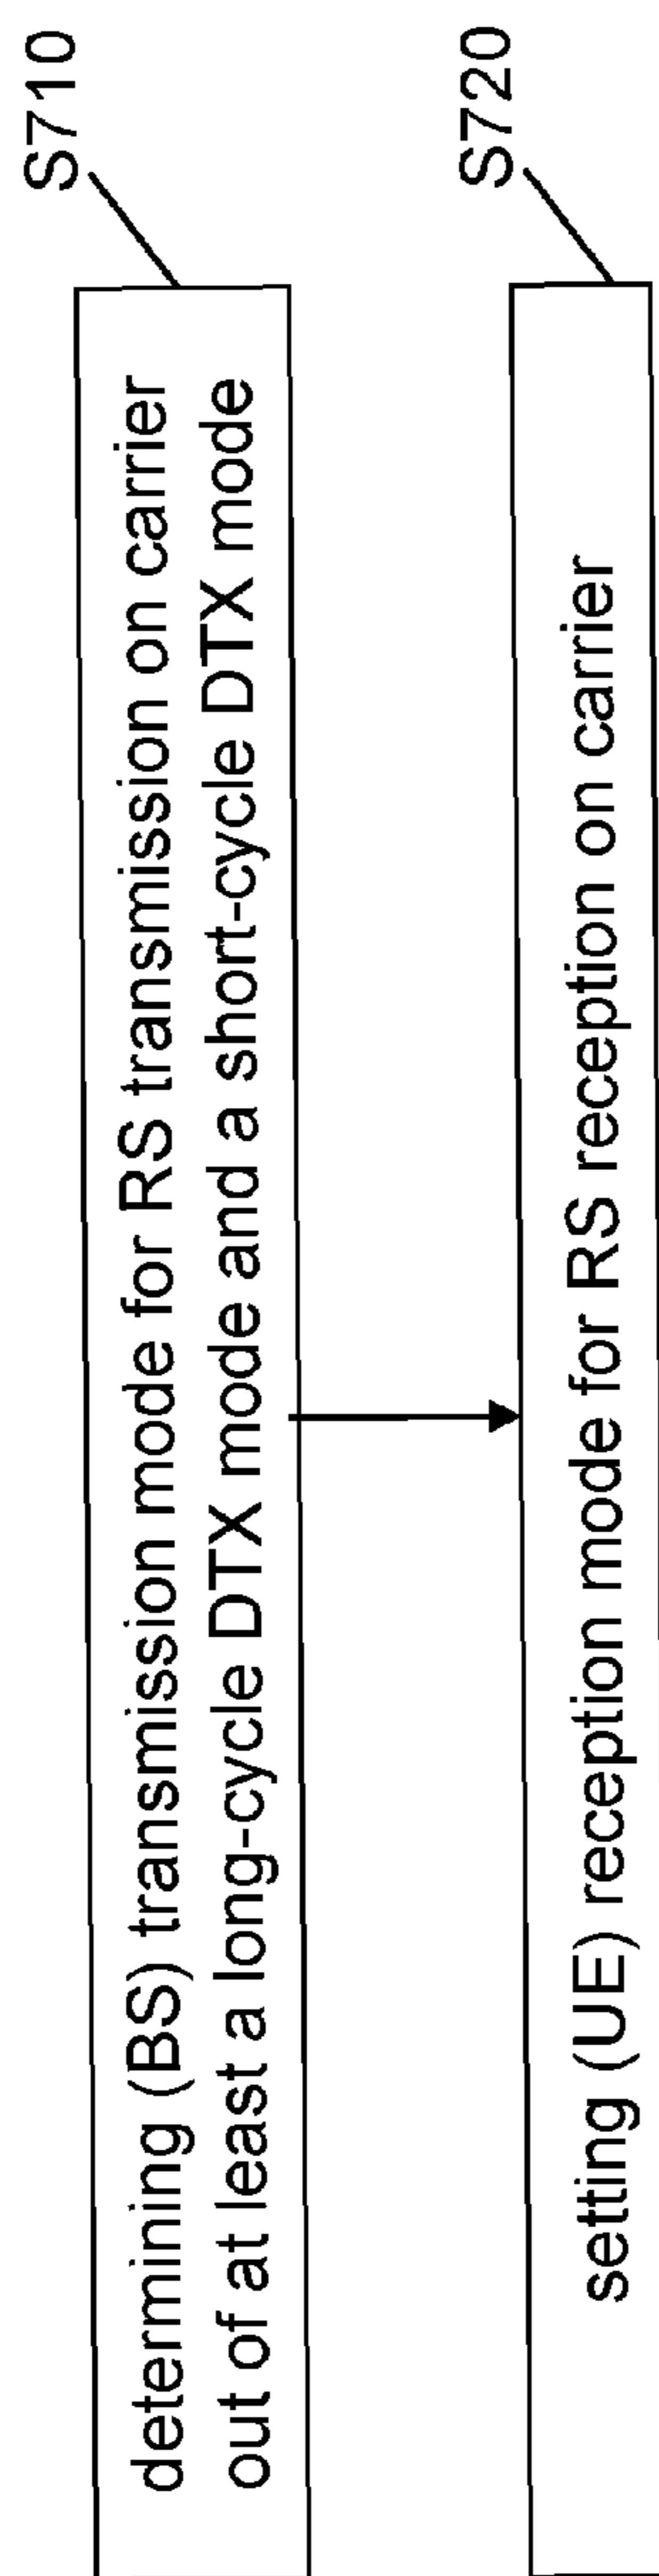 S710
determining (BS) transmission mode for RS transmission on carrier
out of at least a long-cycle DTX mode and a short-cycle DTX mode
S720
setting (UE) reception mode for RS reception on carrier